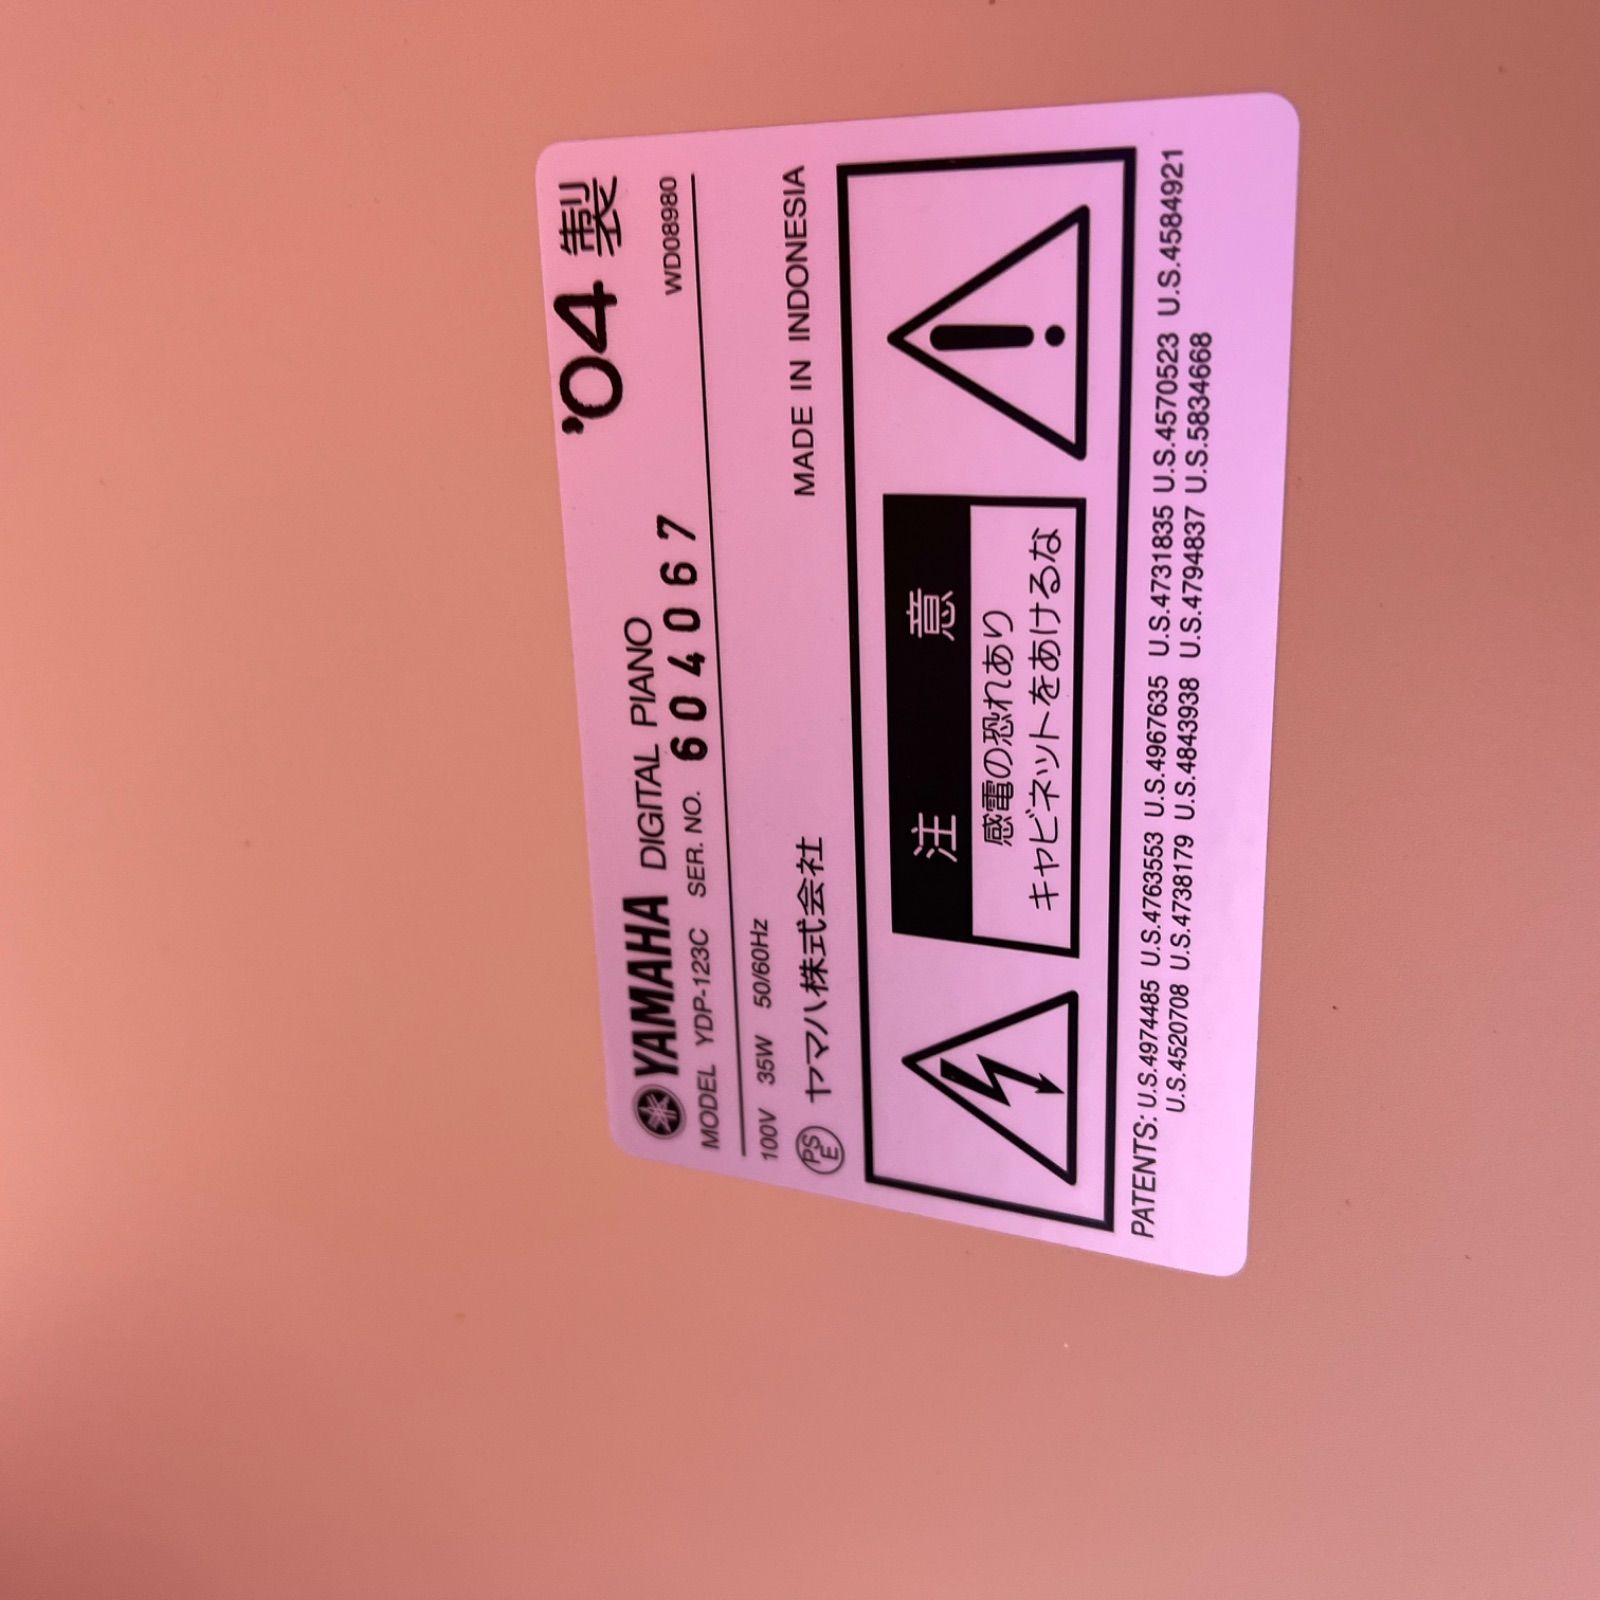 YAMAHA DIGITAL PIANO '04 製
MODEL YDP-123C SER. NO. 604067 WD08980
100V 35W 50/60Hz
PSE ヤマハ株式会社 MADE IN INDONESIA
注意
感電の恐れあり
キャビネットをあけるな
PATENTS: U.S.4974485 U.S.4763553 U.S.4967635 U.S.4731835 U.S.4570523 U.S.4584921
U.S.4520708 U.S.4738179 U.S.4843938 U.S.4794837 U.S.5834668